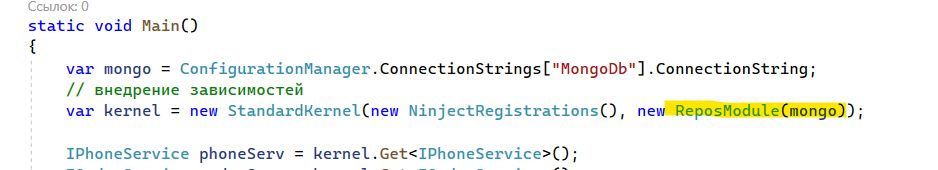 Ссылок: 0
static void Main()
{
var mongo = ConfigurationManager.ConnectionStrings["MongoDb"].ConnectionString;
// внедрение зависимостей
var kernel = new StandardKernel(new NinjectRegistrations(), new ReposModule(mongo));
IPhoneService phoneServ = kernel.Get<IPhoneService>();